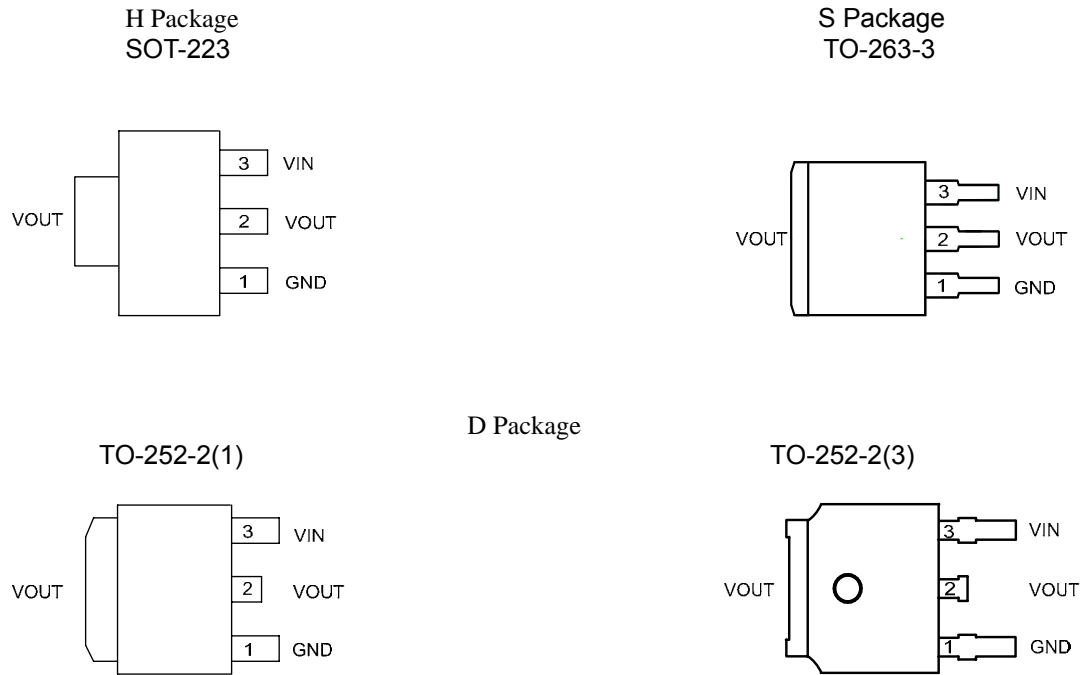 H Package
SOT-223
3 VIN
VOUT 2 VOUT
1 GND
S Package
TO-263-3
3 VIN
VOUT 2 VOUT
1 GND
D Package
TO-252-2(1)
3 VIN
VOUT 2 VOUT
1 GND
TO-252-2(3)
3 VIN
VOUT 2 VOUT
1 GND